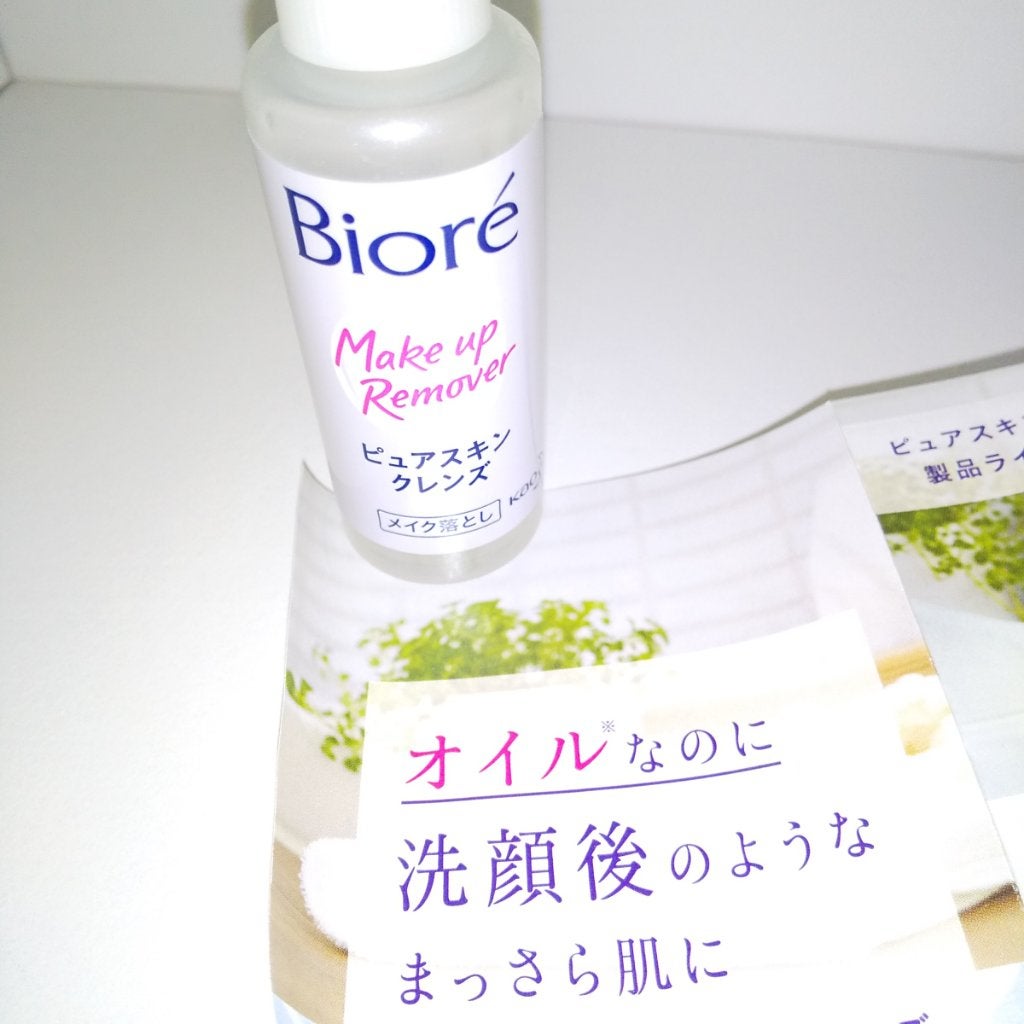 Bioré
Make up
Remover
ピュアスキン
クレンズ
メイク落とし
Kao
ピュアスキ
製品ライ
オイル※なのに
洗顔後のような
まっさら肌に